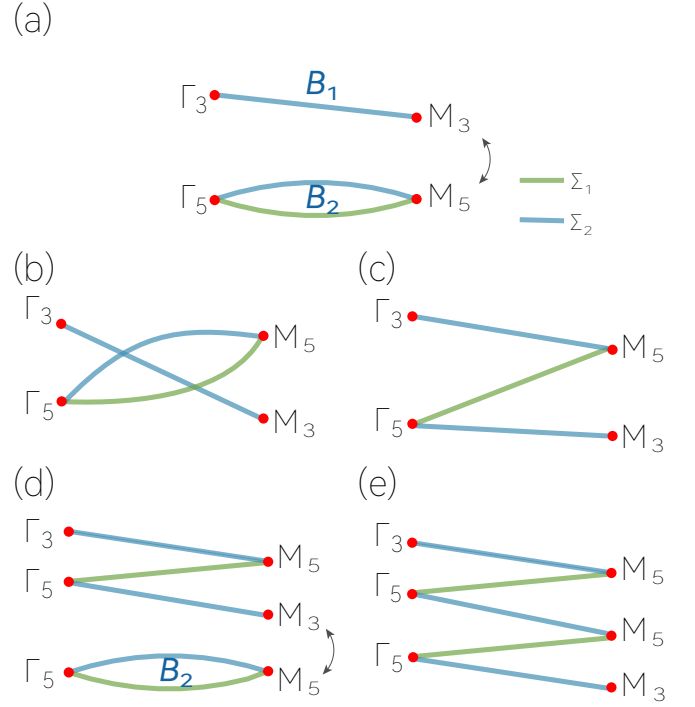 (a)
Γ₃ B₁ M₃
Γ₅ B₂ M₅
Σ₁
Σ₂
(b)
Γ₃ M₅
Γ₅ M₃
(c)
Γ₃ M₅
Γ₅ M₃
(d)
Γ₃ M₅
Γ₅ M₃
Γ₅ B₂ M₅
(e)
Γ₃ M₅
Γ₅ M₅
Γ₅ M₃